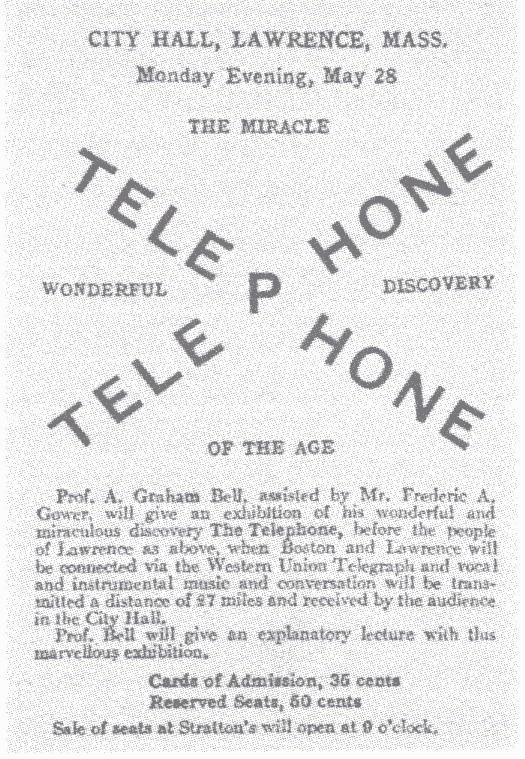 CITY HALL, LAWRENCE, MASS.
Monday Evening, May 28
THE MIRACLE
TELEPHONE
WONDERFUL DISCOVERY
TELEPHONE
OF THE AGE
Prof. A. Graham Bell, assisted by Mr. Frederic A.
Gower, will give an exhibition of his wonderful and
miraculous discovery The Telephone, before the people
of Lawrence as above, when Boston and Lawrence will
be connected via the Western Union Telegraph and vocal
and instrumental music and conversation will be trans-
mitted a distance of 27 miles and received by the audience
in the City Hall.
Prof. Bell will give an explanatory lecture with this
marvellous exhibition.
Cards of Admission, 35 cents
Reserved Seats, 50 cents
Sale of seats at Stratton's will open at 9 o'clock.